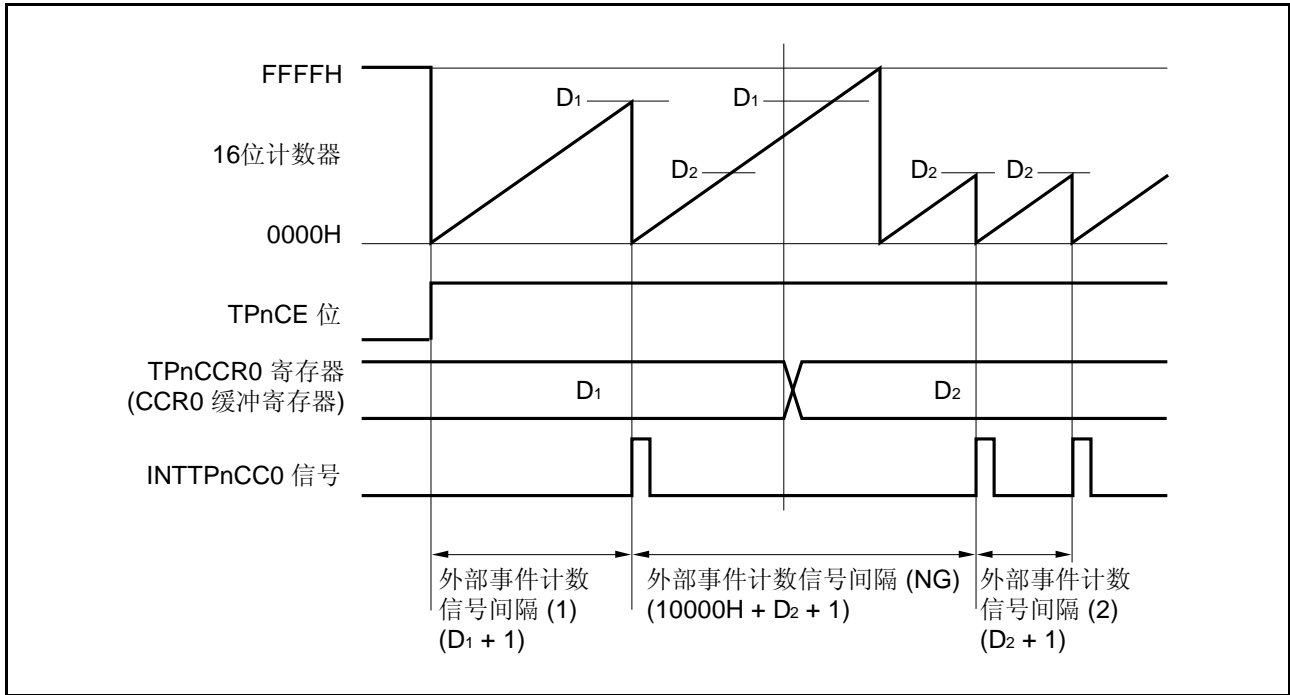 FFFFH
D1
D1
16位计数器
D2
D2
D2
0000H
TPnCE 位
TPnCCR0 寄存器
(CCR0 缓冲寄存器)
D1
D2
INTTPnCC0 信号
外部事件计数
信号间隔 (1)
(D1 + 1)
外部事件计数信号间隔 (NG)
(10000H + D2 + 1)
外部事件计数
信号间隔 (2)
(D2 + 1)